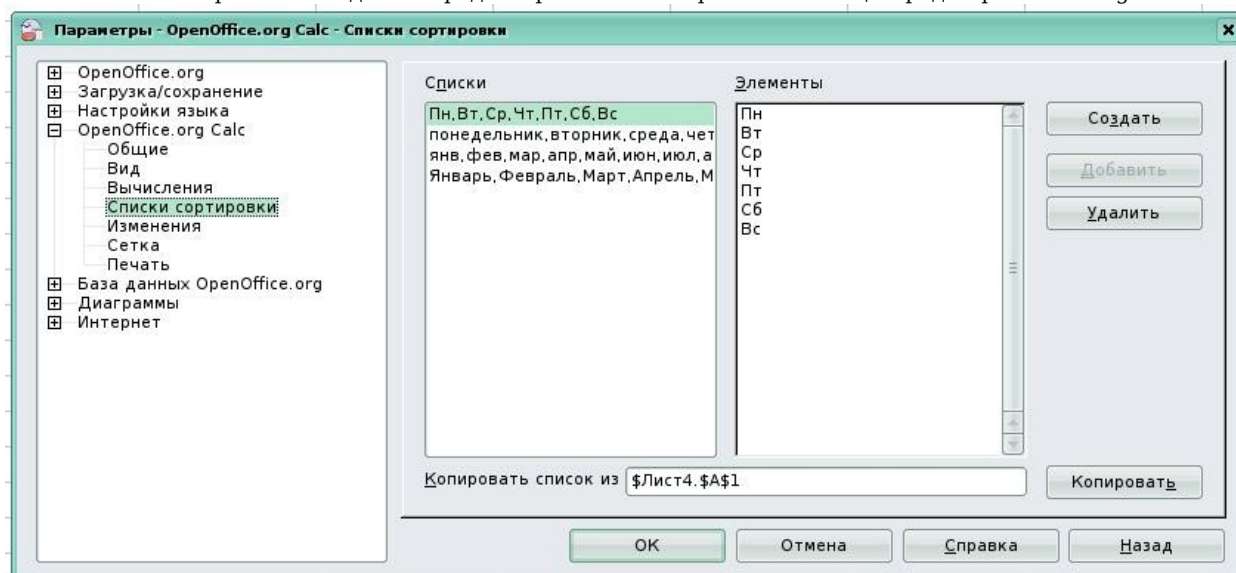 Параметры - OpenOffice.org Calc - Списки сортировки
OpenOffice.org
Загрузка/сохранение
Настройки языка
OpenOffice.org Calc
Общие
Вид
Вычисления
Списки сортировки
Изменения
Сетка
Печать
База данных OpenOffice.org
Диаграммы
Интернет
Списки
Пн,Вт,Ср,Чт,Пт,Сб,Вс
понедельник,вторник,среда,чет
янв,фев,мар,апр,май,июн,июл,а
Январь,Февраль,Март,Апрель,М
Элементы
Пн
Вт
Ср
Чт
Пт
Сб
Вс
Создать
Добавить
Удалить
Копировать список из $Лист4.$A$1
Копировать
ОК
Отмена
Справка
Назад